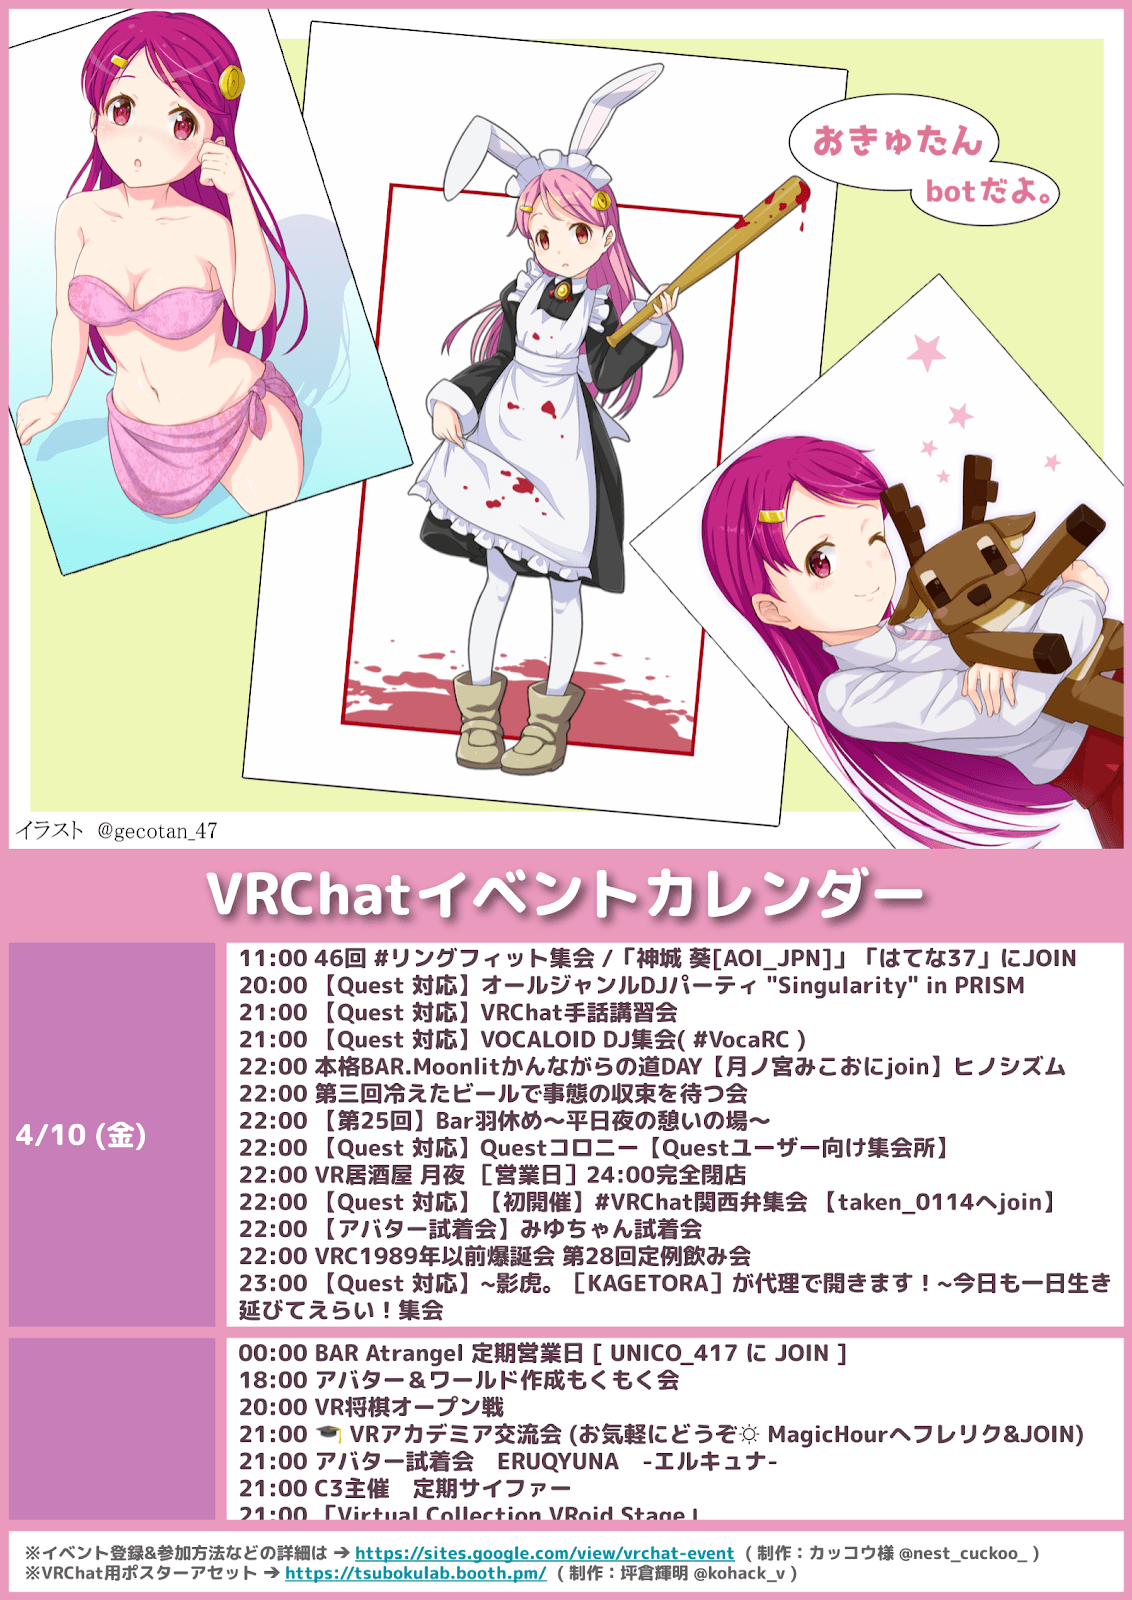 おきゅたん
botだよ。
イラスト @gecotan_47
VRChatイベントカレンダー
4/10 (金)
11:00 46回 #リングフィット集会 /「神城 葵[AOI_JPN]」「はてな37」にJOIN
20:00 【Quest 対応】オールジャンルDJパーティ "Singularity" in PRISM
21:00 【Quest 対応】VRChat手話講習会
21:00 【Quest 対応】VOCALOID DJ集会( #VocaRC )
22:00 本格BAR.Moonlitかんながらの道DAY【月ノ宮みこおにjoin】ヒノシズム
22:00 第三回冷えたビールで事態の収束を待つ会
22:00 【第25回】Bar羽休め〜平日夜の憩いの場〜
22:00 【Quest 対応】Questコロニー【Questユーザー向け集会所】
22:00 VR居酒屋 月夜 ［営業日］24:00完全閉店
22:00 【Quest 対応】【初開催】#VRChat関西弁集会 【taken_0114へjoin】
22:00 【アバター試着会】みゆちゃん試着会
22:00 VRC1989年以前爆誕会 第28回定例飲み会
23:00 【Quest 対応】~影虎。［KAGETORA］が代理で開きます！~今日も一日生き
延びてえらい！集会
00:00 BAR Atrangel 定期営業日 [ UNICO_417 に JOIN ]
18:00 アバター＆ワールド作成もくもく会
20:00 VR将棋オープン戦
21:00 🎓 VRアカデミア交流会 (お気軽にどうぞ☼ MagicHourへフレリク&JOIN)
21:00 アバター試着会　ERUQYUNA　-エルキュナ-
21:00 C3主催　定期サイファー
21:00 「Virtual Collection VRoid Stage」
※イベント登録&参加方法などの詳細は ➔ https://sites.google.com/view/vrchat-event ( 制作：カッコウ様 @nest_cuckoo_ )
※VRChat用ポスターアセット ➔ https://tsubokulab.booth.pm/ ( 制作：坪倉輝明 @kohack_v )